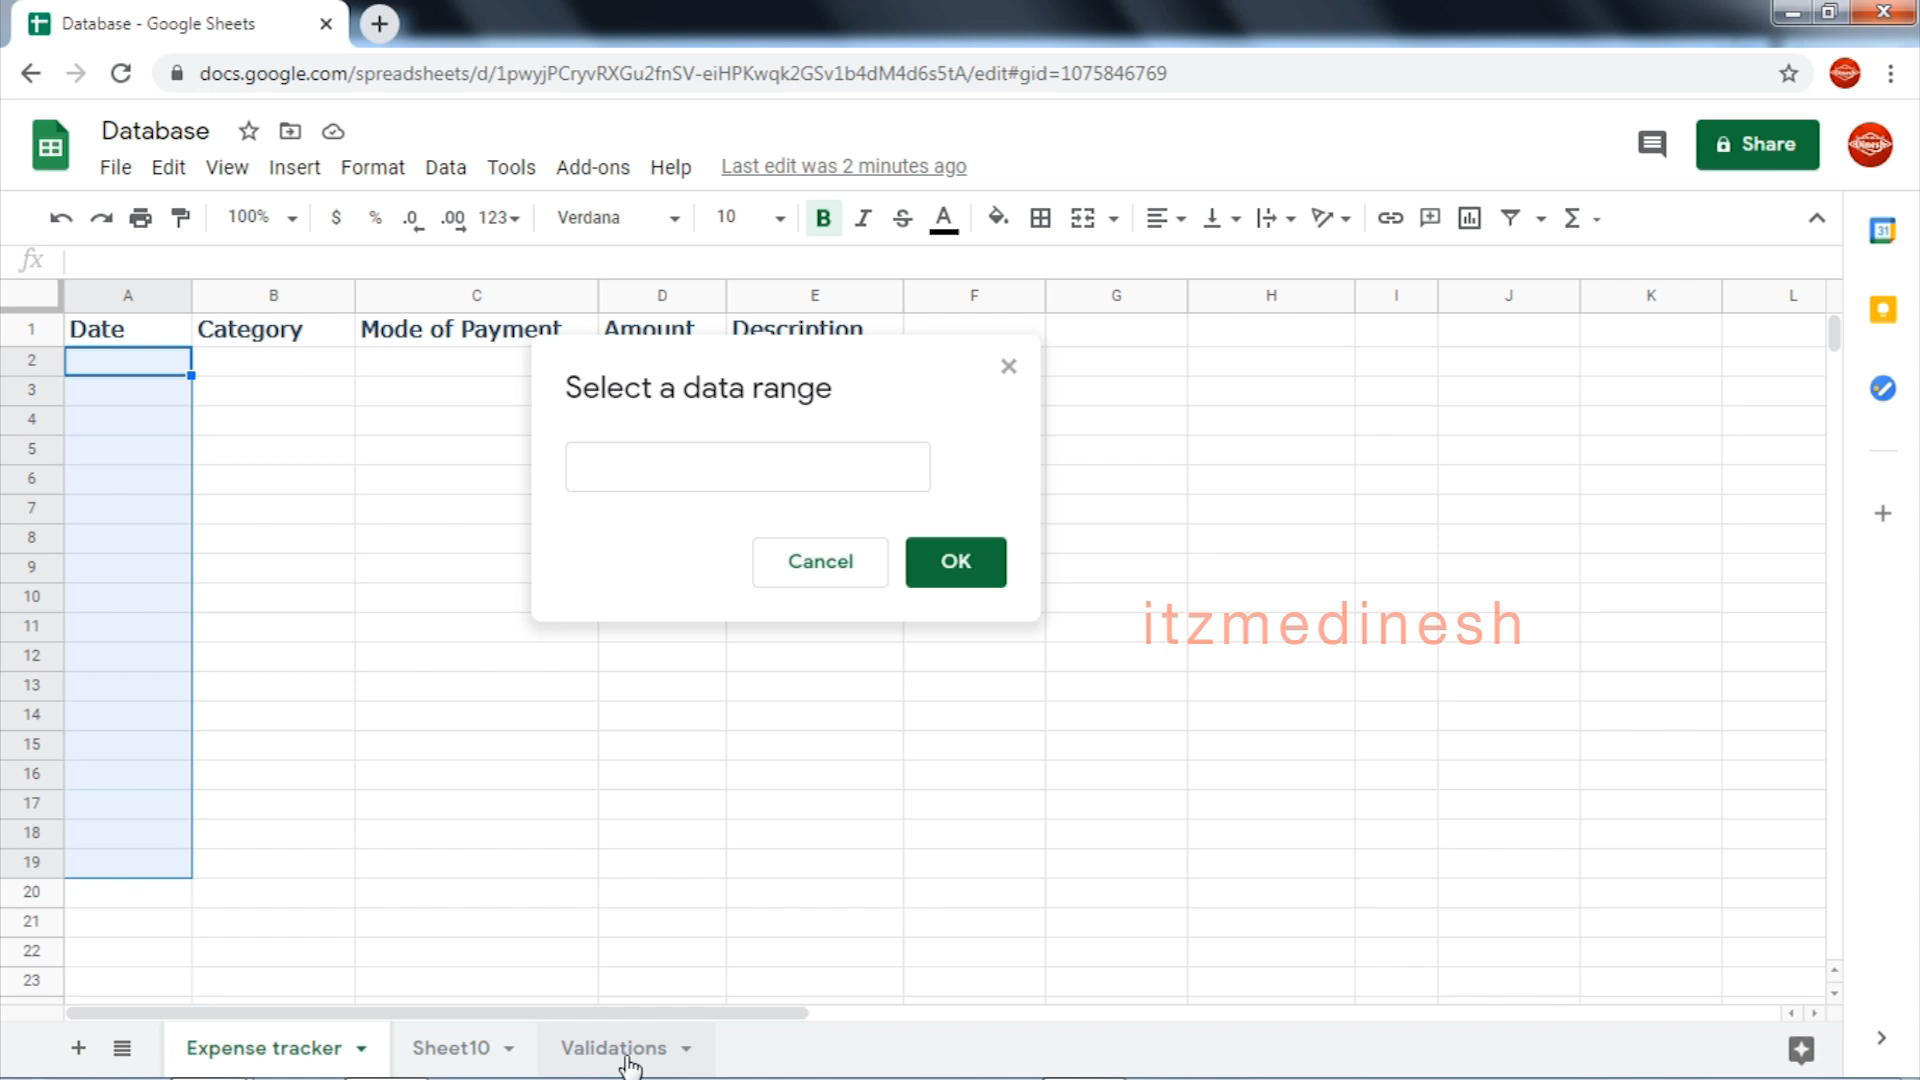 Database - Google Sheets
docs.google.com/spreadsheets/d/1pwyjPCryvRXGu2fnSV-eiHPKwqk2GSv1b4dM4d6s5tA/edit#gid=1075846769
Database
Share
Dinesh
File Edit View Insert Format Data Tools Add-ons Help Last edit was 2 minutes ago
100% $ % .0 .00 123 Verdana 10 B I S A Σ
31
fx
A B C D E F G H I J K L
1 Date Category Mode of Payment Amount Description
2
3
Select a data range
4
5
6
7
8
9
Cancel OK
10
11
itzmedinesh
12
13
14
15
16
17
18
19
20
21
22
23
Expense tracker Sheet10 Validations